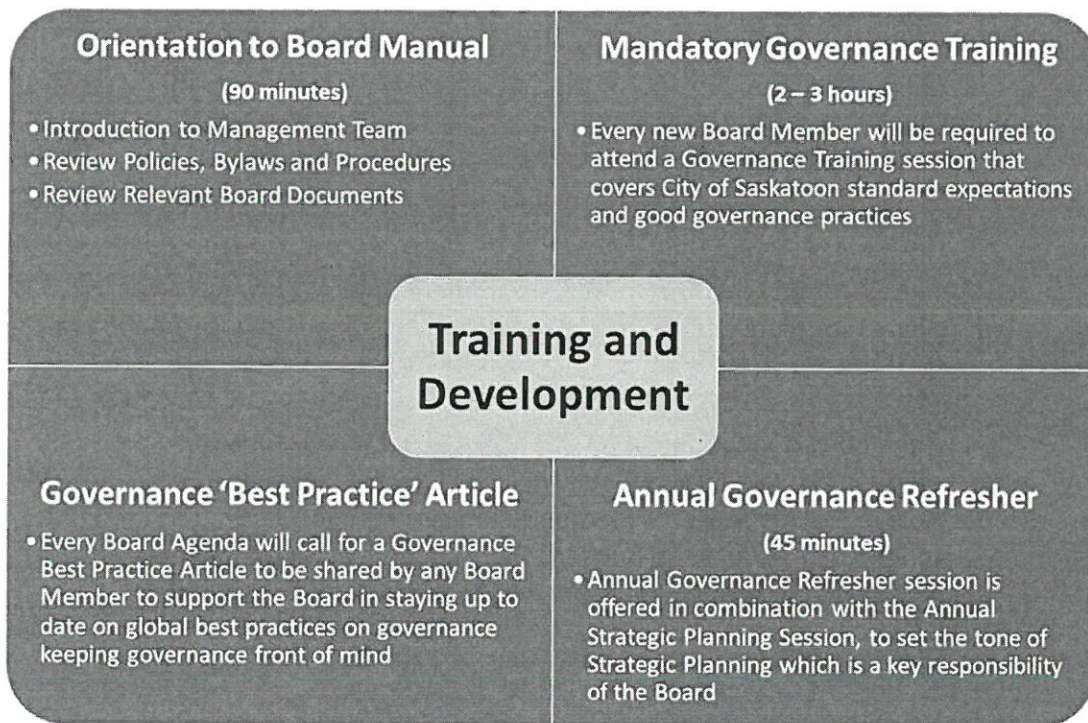 Orientation to Board Manual
(90 minutes)
• Introduction to Management Team
• Review Policies, Bylaws and Procedures
• Review Relevant Board Documents
Mandatory Governance Training
(2 – 3 hours)
• Every new Board Member will be required to
attend a Governance Training session that
covers City of Saskatoon standard expectations
and good governance practices
Training and
Development
Governance 'Best Practice' Article
• Every Board Agenda will call for a Governance
Best Practice Article to be shared by any Board
Member to support the Board in staying up to
date on global best practices on governance
keeping governance front of mind
Annual Governance Refresher
(45 minutes)
• Annual Governance Refresher session is
offered in combination with the Annual
Strategic Planning Session, to set the tone of
Strategic Planning which is a key responsibility
of the Board